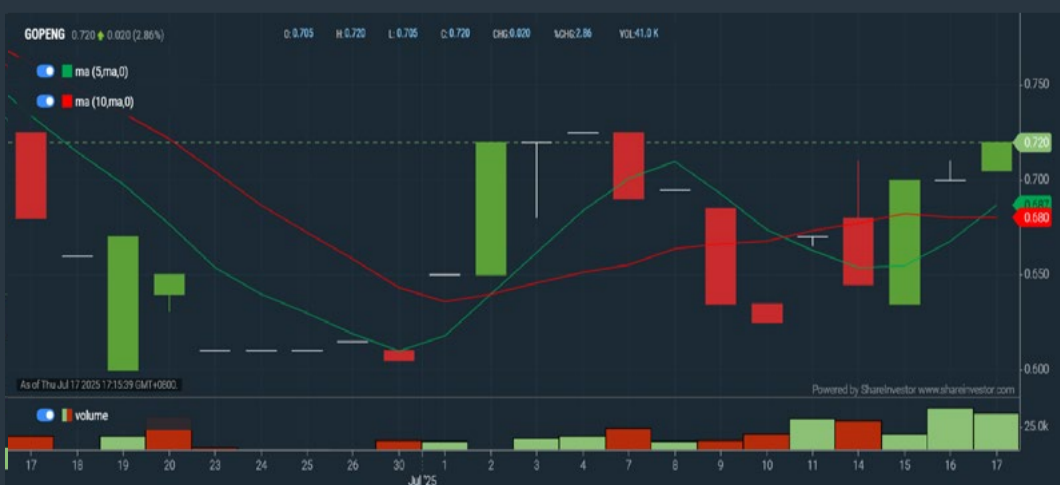 GOPENG 0.720 0.020 (2.86%) O: 0.705 H: 0.720 L: 0.705 C: 0.720 CHG:0.020 %CHG:2.86 VOL:41.0 K
ma (5,ma,0)
ma (10,ma,0)
0.750
0.720
0.700
0.687
0.680
0.650
0.600
As of Thu Jul 17 2025 17:15:39 GMT+0800.
Powered by ShareInvestor www.shareinvestor.com
volume
25.0k
17 18 19 20 23 24 25 26 30 1 2 3 4 7 8 9 10 11 14 15 16 17
Jul '25